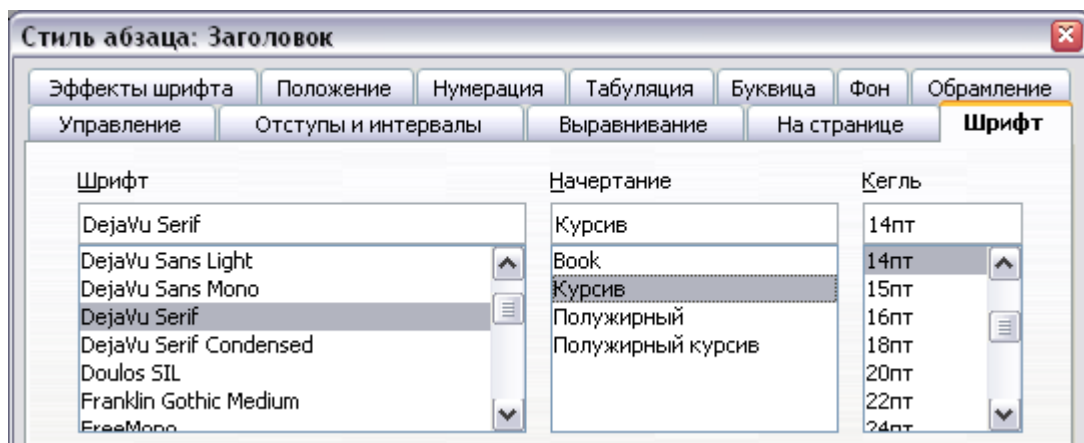 Стиль абзаца: Заголовок
Эффекты шрифта Положение Нумерация Табуляция Буквица Фон Обрамление
Управление Отступы и интервалы Выравнивание На странице Шрифт
Шрифт Начертание Кегль
DejaVu Serif Курсив 14пт
DejaVu Sans Light Book 14пт
DejaVu Sans Mono Курсив 15пт
DejaVu Serif Полужирный 16пт
DejaVu Serif Condensed Полужирный курсив 18пт
Doulos SIL 20пт
Franklin Gothic Medium 22пт
FreeMono 24пт